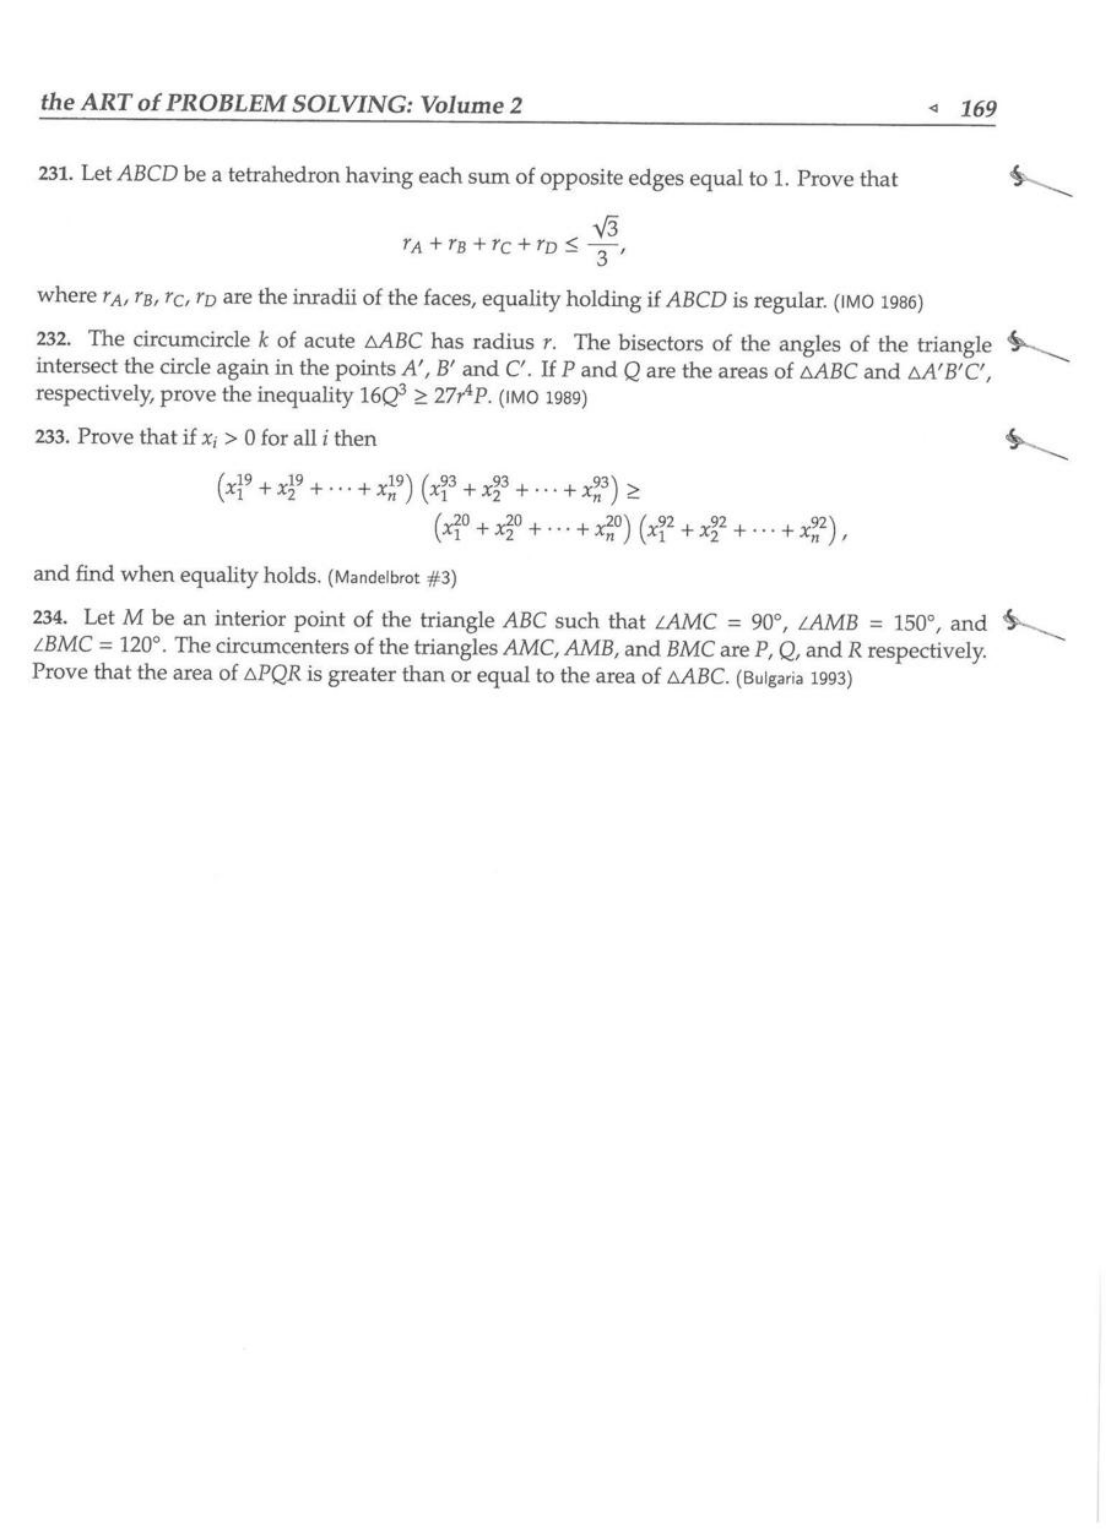 the ART of PROBLEM SOLVING: Volume 2 ◃ 169
231. Let ABCD be a tetrahedron having each sum of opposite edges equal to 1. Prove that
r_A + r_B + r_C + r_D ≤ √3/3,
where r_A, r_B, r_C, r_D are the inradii of the faces, equality holding if ABCD is regular. (IMO 1986)
232. The circumcircle k of acute △ABC has radius r. The bisectors of the angles of the triangle
intersect the circle again in the points A′, B′ and C′. If P and Q are the areas of △ABC and △A′B′C′,
respectively, prove the inequality 16Q³ ≥ 27r⁴P. (IMO 1989)
233. Prove that if x_i > 0 for all i then
(x_1^19 + x_2^19 + ··· + x_n^19) (x_1^93 + x_2^93 + ··· + x_n^93) ≥
(x_1^20 + x_2^20 + ··· + x_n^20) (x_1^92 + x_2^92 + ··· + x_n^92),
and find when equality holds. (Mandelbrot #3)
234. Let M be an interior point of the triangle ABC such that ∠AMC = 90°, ∠AMB = 150°, and
∠BMC = 120°. The circumcenters of the triangles AMC, AMB, and BMC are P, Q, and R respectively.
Prove that the area of △PQR is greater than or equal to the area of △ABC. (Bulgaria 1993)